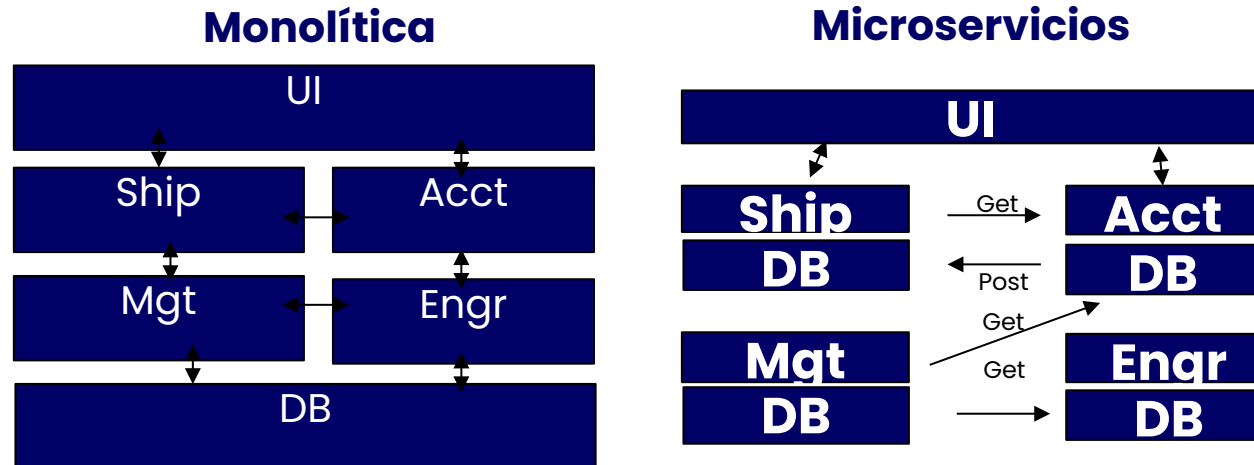 Monolítica
UI
Ship
Acct
Mgt
Engr
DB
Microservicios
UI
Ship
Get
Acct
DB
Post
DB
Get
Mgt
Get
Engr
DB
DB